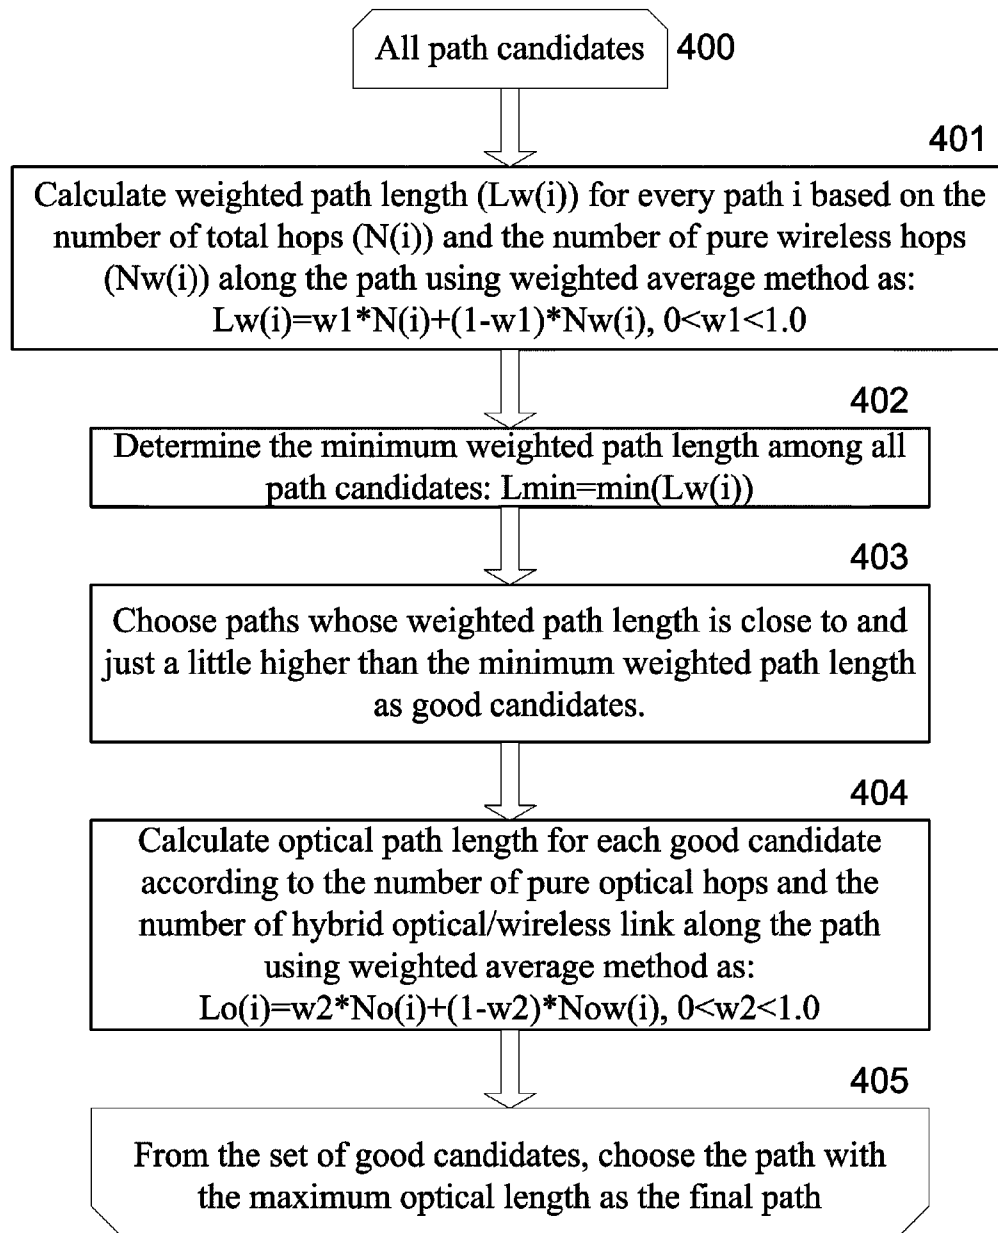 All path candidates
400
401
Calculate weighted path length (Lw(i)) for every path i based on the
number of total hops (N(i)) and the number of pure wireless hops
(Nw(i)) along the path using weighted average method as:
Lw(i)=w1*N(i)+(1-w1)*Nw(i), 0<w1<1.0
402
Determine the minimum weighted path length among all
path candidates: Lmin=min(Lw(i))
403
Choose paths whose weighted path length is close to and
just a little higher than the minimum weighted path length
as good candidates.
404
Calculate optical path length for each good candidate
according to the number of pure optical hops and the
number of hybrid optical/wireless link along the path
using weighted average method as:
Lo(i)=w2*No(i)+(1-w2)*Now(i), 0<w2<1.0
405
From the set of good candidates, choose the path with
the maximum optical length as the final path